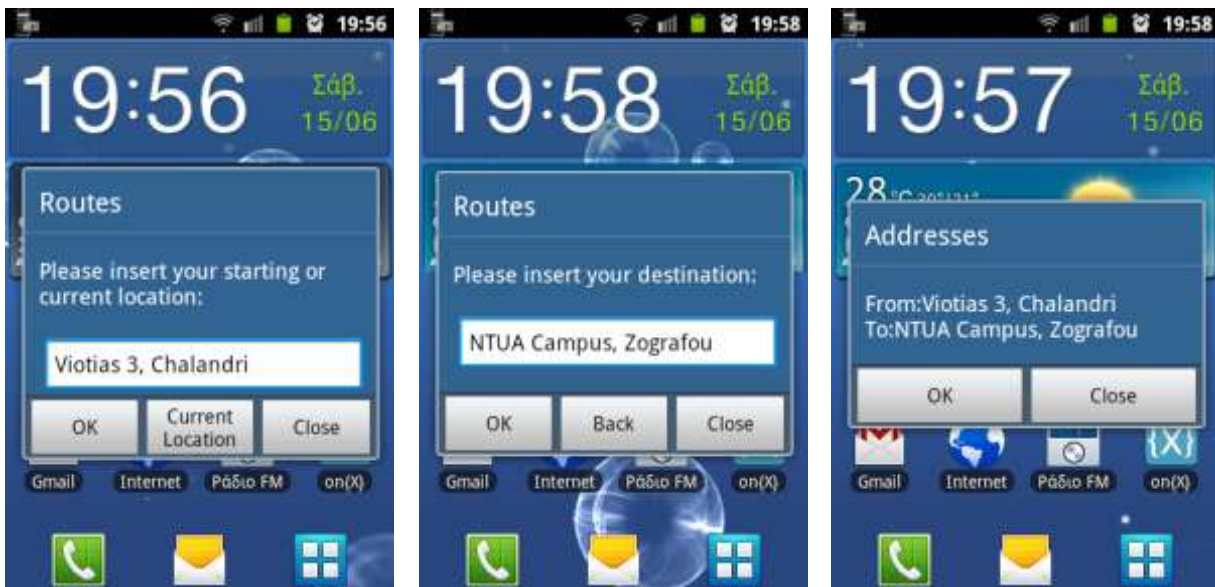 19:56
19:56
Σάβ.
15/06
Routes
Please insert your starting or
current location:
Viotias 3, Chalandri
OK
Current
Location
Close
Gmail
Internet
Ράδιο FM
on(X)
19:58
19:58
Σάβ.
15/06
Routes
Please insert your destination:
NTUA Campus, Zografou
OK
Back
Close
Gmail
Internet
Ράδιο FM
on(X)
19:58
19:57
Σάβ.
15/06
28 °C
Addresses
From:Viotias 3, Chalandri
To:NTUA Campus, Zografou
OK
Close
{X}
Gmail
Internet
Ράδιο FM
on(X)